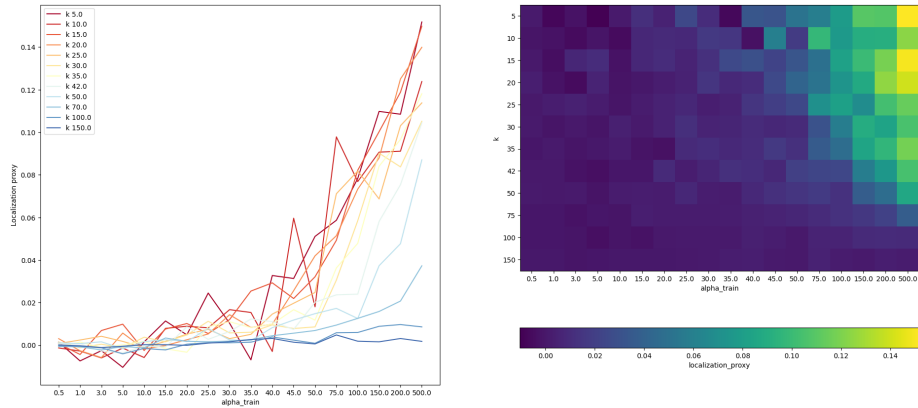 k 5.0
k 10.0
k 15.0
k 20.0
k 25.0
k 30.0
k 35.0
k 42.0
k 50.0
k 70.0
k 100.0
k 150.0
0.14
0.12
0.10
0.08
0.06
0.04
0.02
0.00
Localization proxy
0.5 1.0 3.0 5.0 10.0 15.0 20.0 25.0 30.0 35.0 40.0 45.0 50.0 75.0 100.0 150.0 200.0 500.0
alpha_train
5
10
15
20
25
30
35
42
50
75
100
150
k
0.5 1.0 3.0 5.0 10.0 15.0 20.0 25.0 30.0 35.0 40.0 45.0 50.0 75.0 100.0 150.0 200.0 500.0
alpha_train
0.00 0.02 0.04 0.06 0.08 0.10 0.12 0.14
localization_proxy